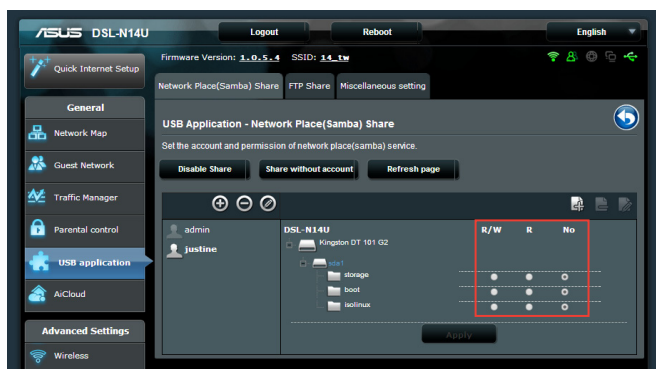 ASUS DSL-N14U Logout Reboot English
Quick Internet Setup
Firmware Version: 1.0.5.4 SSID: 14_tw
Network Place(Samba) Share FTP Share Miscellaneous setting
General
Network Map
Guest Network
Traffic Manager
Parental control
USB application
AiCloud
Advanced Settings
Wireless
USB Application - Network Place(Samba) Share
Set the account and permission of network place(samba) service.
Disable Share Share without account Refresh page
admin
justine
DSL-N14U R/W R No
Kingston DT 101 G2
sda1
storage
boot
isolinux
Apply